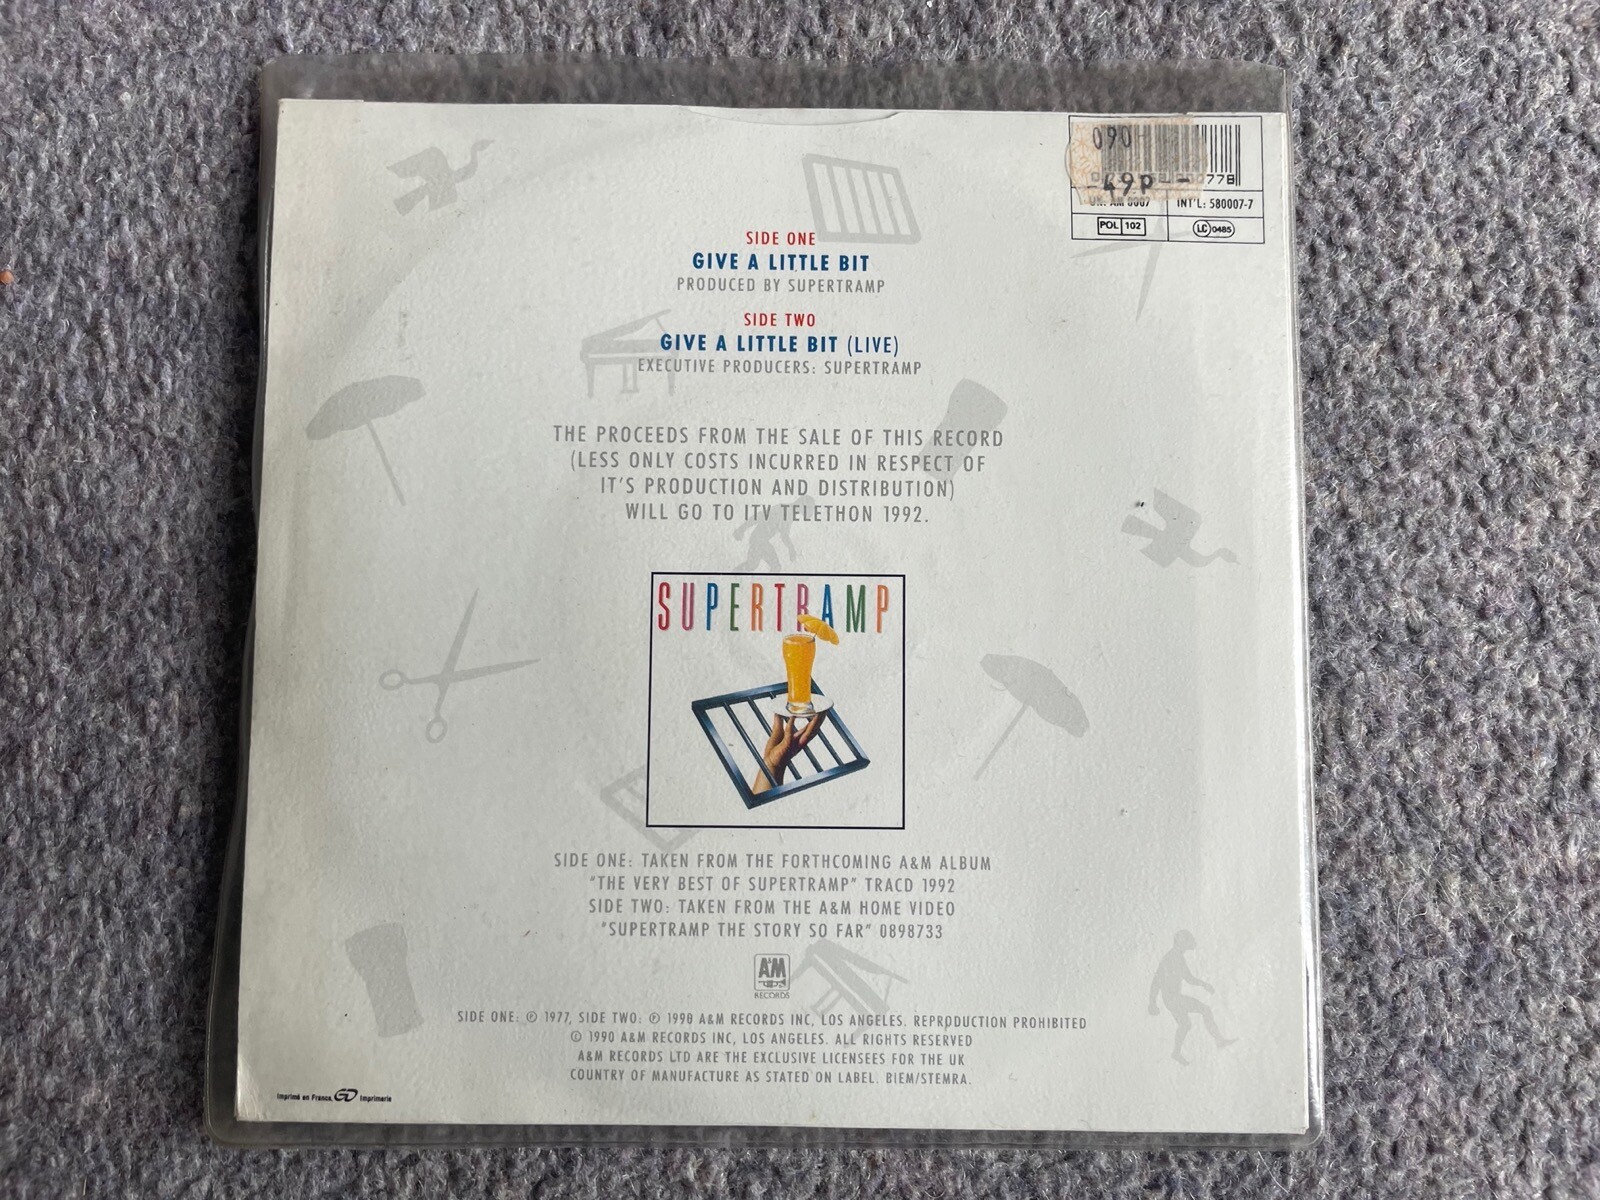 090
778
-49P-
UK: AM 0007
INT'L: 580007-7
POL 102
LC 0485
SIDE ONE
GIVE A LITTLE BIT
PRODUCED BY SUPERTRAMP
SIDE TWO
GIVE A LITTLE BIT (LIVE)
EXECUTIVE PRODUCERS: SUPERTRAMP
THE PROCEEDS FROM THE SALE OF THIS RECORD
(LESS ONLY COSTS INCURRED IN RESPECT OF
IT'S PRODUCTION AND DISTRIBUTION)
WILL GO TO ITV TELETHON 1992.
SUPERTRAMP
SIDE ONE: TAKEN FROM THE FORTHCOMING A&M ALBUM
"THE VERY BEST OF SUPERTRAMP" TRACD 1992
SIDE TWO: TAKEN FROM THE A&M HOME VIDEO
"SUPERTRAMP THE STORY SO FAR" 0898733
A&M
RECORDS
SIDE ONE: ℗ 1977, SIDE TWO: ℗ 1990 A&M RECORDS INC, LOS ANGELES. REPRODUCTION PROHIBITED
© 1990 A&M RECORDS INC, LOS ANGELES. ALL RIGHTS RESERVED
A&M RECORDS LTD ARE THE EXCLUSIVE LICENSEES FOR THE UK
COUNTRY OF MANUFACTURE AS STATED ON LABEL. BIEM/STEMRA.
Imprimé en France, GD Imprimerie